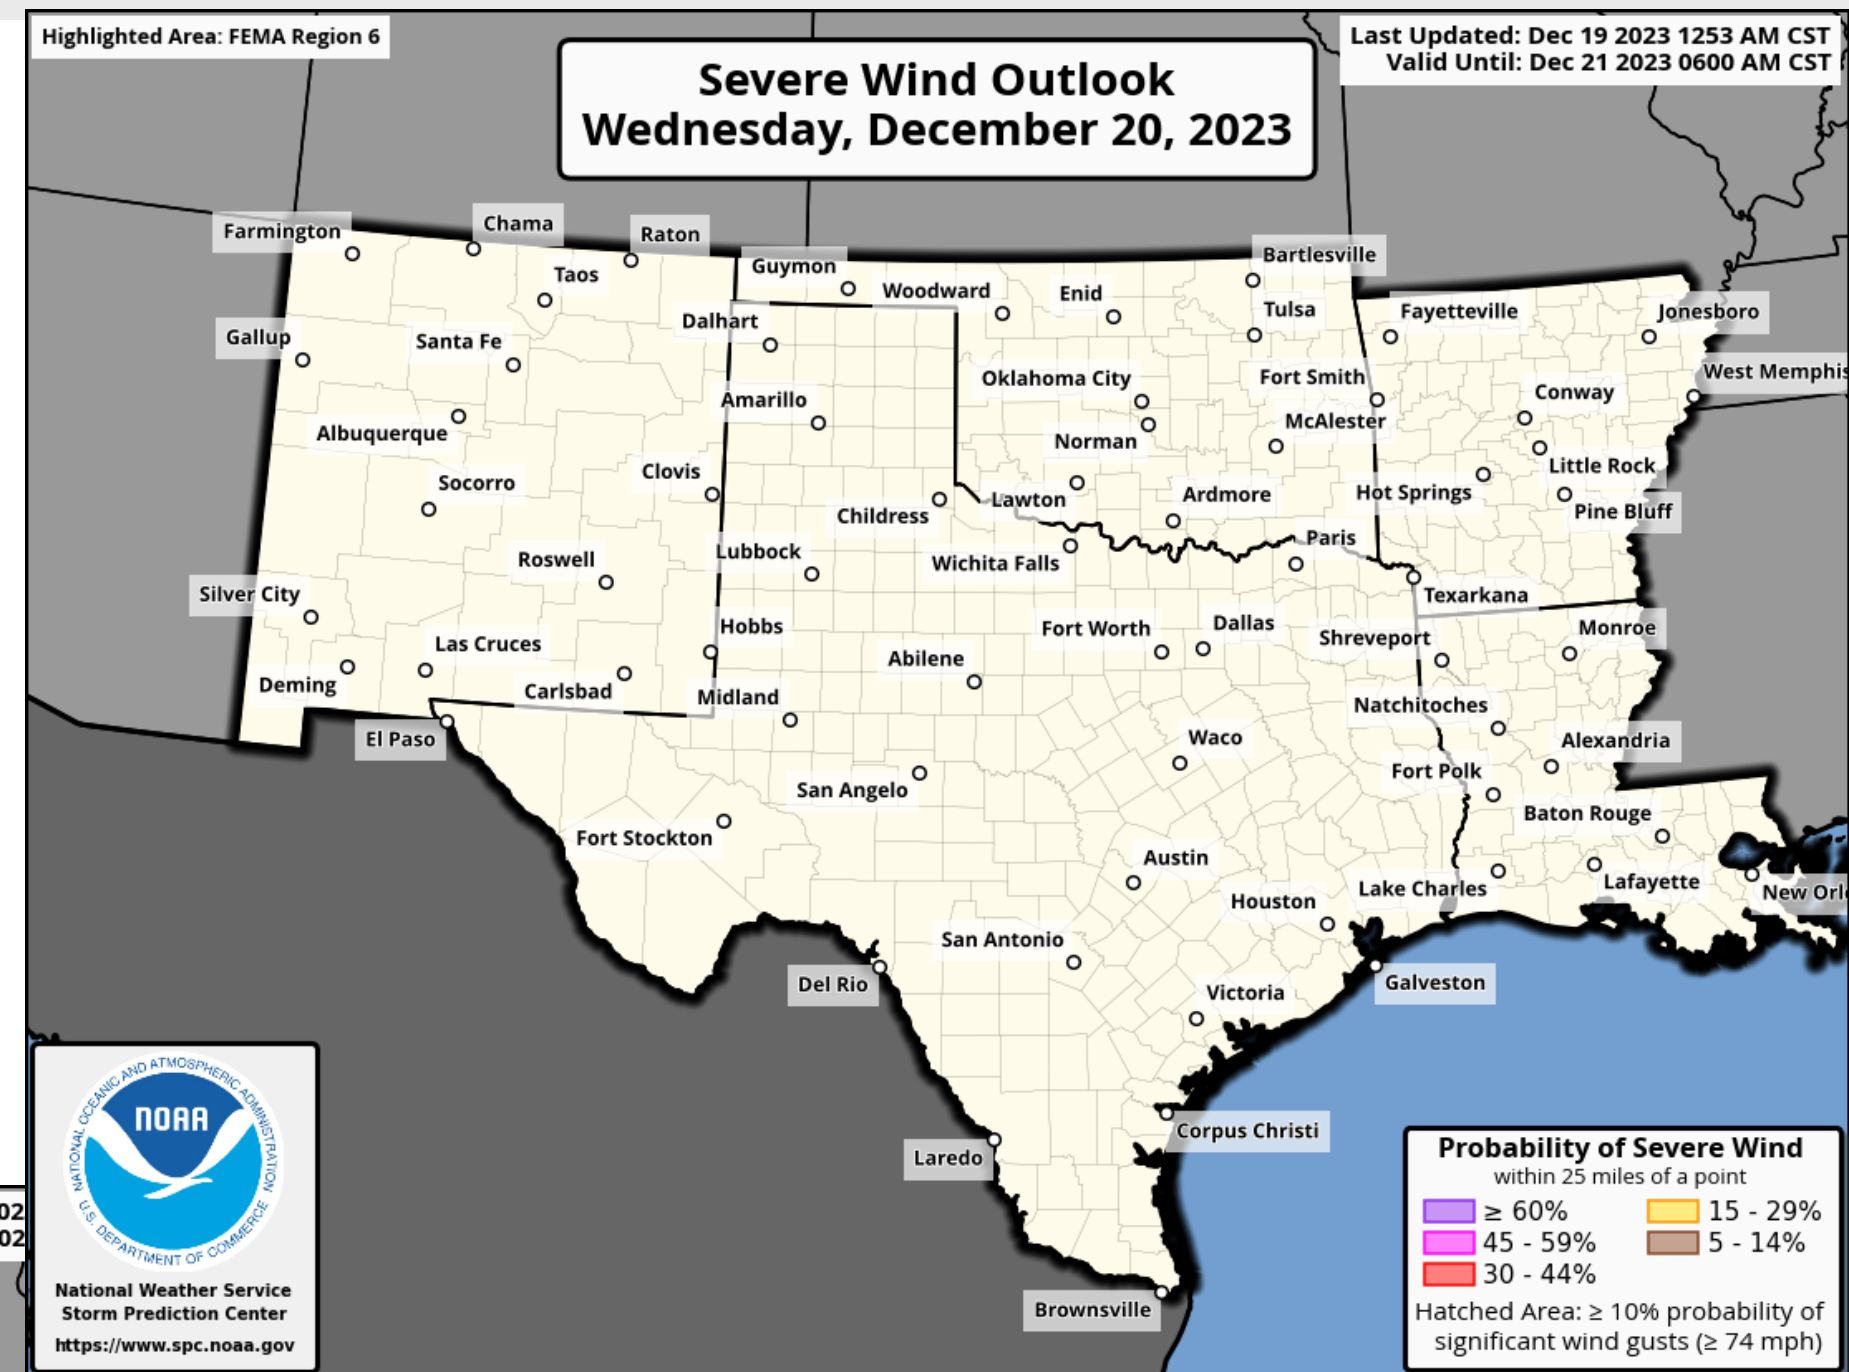 Highlighted Area: FEMA Region 6
Last Updated: Dec 19 2023 1253 AM CST
Valid Until: Dec 21 2023 0600 AM CST
Severe Wind Outlook
Wednesday, December 20, 2023
Farmington
Chama
Raton
Taos
Guymon
Woodward
Enid
Bartlesville
Tulsa
Fayetteville
Jonesboro
Gallup
Santa Fe
Dalhart
Oklahoma City
Fort Smith
Conway
West Memphis
Albuquerque
Amarillo
Norman
McAlester
Little Rock
Socorro
Clovis
Childress
Lawton
Ardmore
Hot Springs
Pine Bluff
Roswell
Lubbock
Wichita Falls
Paris
Texarkana
Silver City
Las Cruces
Hobbs
Abilene
Fort Worth
Dallas
Shreveport
Monroe
Deming
Carlsbad
Midland
Natchitoches
El Paso
Waco
Alexandria
San Angelo
Fort Polk
Fort Stockton
Baton Rouge
Austin
Lake Charles
Lafayette
New Orl
Houston
San Antonio
Del Rio
Galveston
Victoria
Corpus Christi
Laredo
Brownsville
02
02
NATIONAL OCEANIC AND ATMOSPHERIC ADMINISTRATION
NOAA
U.S. DEPARTMENT OF COMMERCE
National Weather Service
Storm Prediction Center
https://www.spc.noaa.gov
Probability of Severe Wind
within 25 miles of a point
≥ 60% 15 - 29%
45 - 59% 5 - 14%
30 - 44%
Hatched Area: ≥ 10% probability of
significant wind gusts (≥ 74 mph)